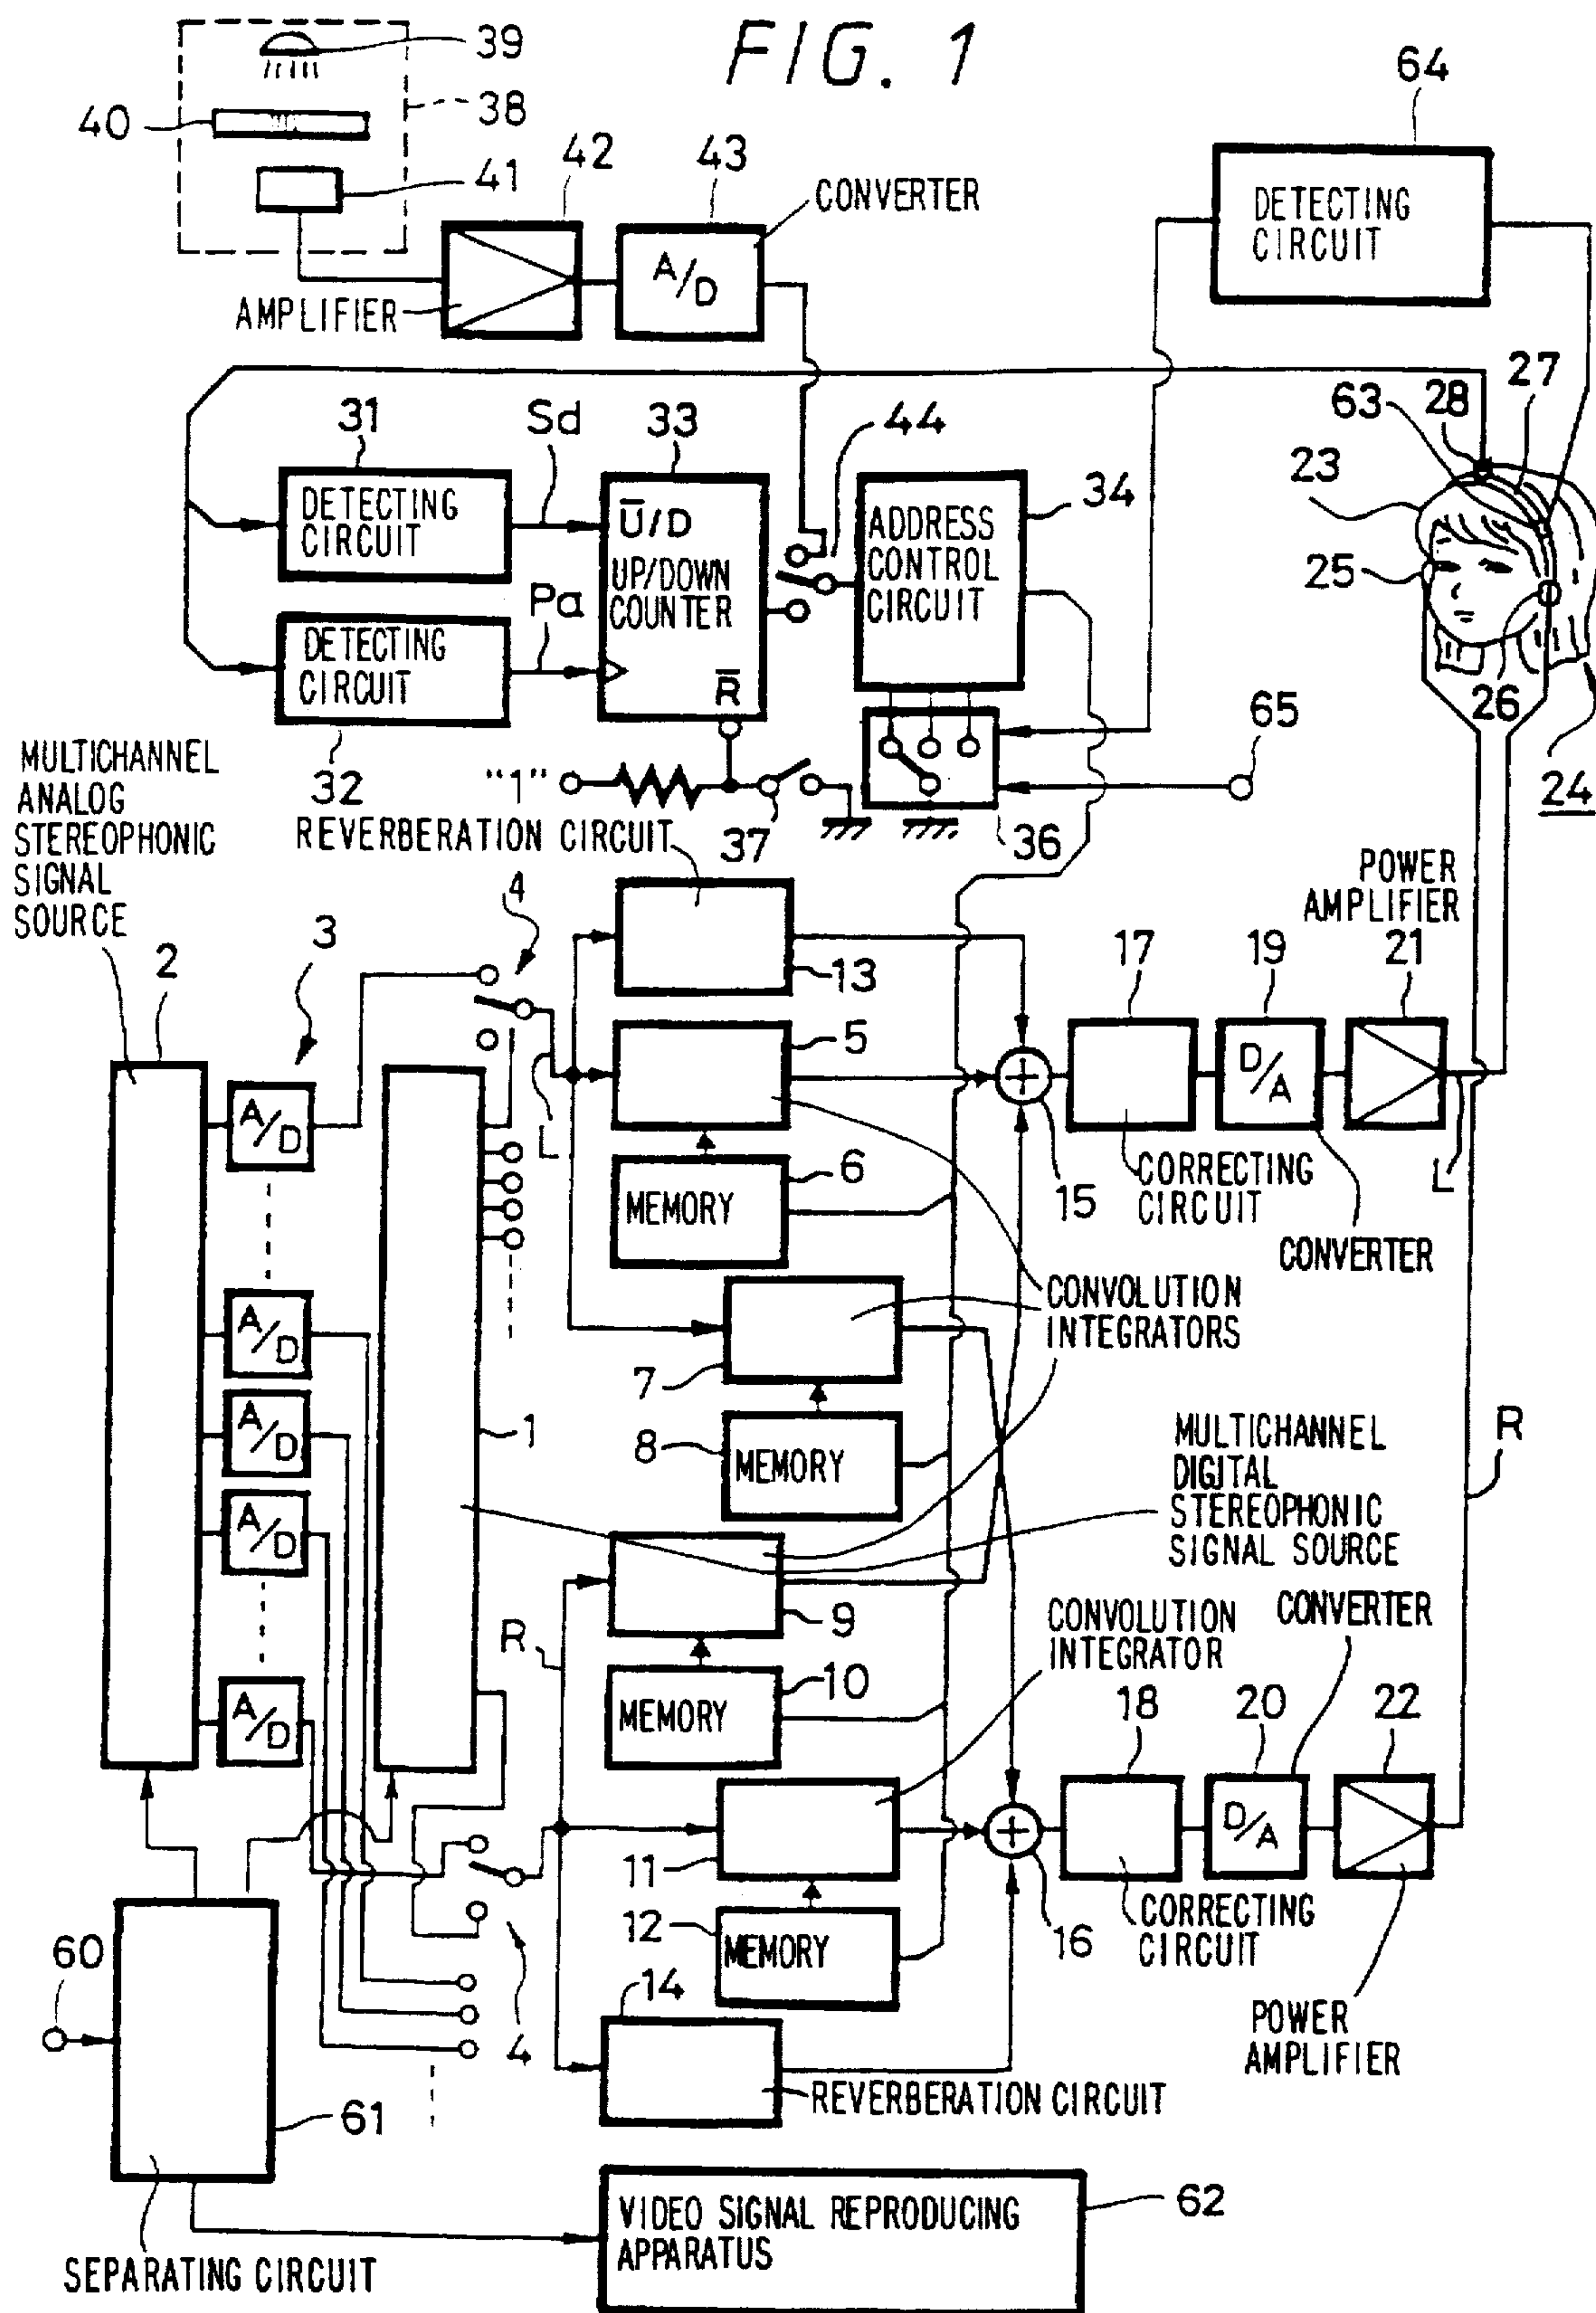 FIG. 1
39
38
40
41
42
43
CONVERTER
A/D
AMPLIFIER
64
DETECTING
CIRCUIT
31
Sd
33
44
34
63
28
27
23
25
26
24
DETECTING
CIRCUIT
U̅/D
UP/DOWN
COUNTER
R̅
ADDRESS
CONTROL
CIRCUIT
Pa
DETECTING
CIRCUIT
32
"1"
37
36
65
MULTICHANNEL
ANALOG
STEREOPHONIC
SIGNAL
SOURCE
REVERBERATION CIRCUIT
POWER
AMPLIFIER
2
3
4
13
17
19
21
5
L
A/D
D/A
15
L
MEMORY
6
CORRECTING
CIRCUIT
CONVERTER
A/D
CONVOLUTION
INTEGRATORS
7
A/D
1
8
MEMORY
MULTICHANNEL
DIGITAL
STEREOPHONIC
SIGNAL SOURCE
R
A/D
9
R
CONVOLUTION
INTEGRATOR
CONVERTER
10
MEMORY
A/D
18
20
22
D/A
11
16
12
MEMORY
CORRECTING
CIRCUIT
60
14
4
POWER
AMPLIFIER
REVERBERATION CIRCUIT
61
62
VIDEO SIGNAL REPRODUCING
APPARATUS
SEPARATING CIRCUIT